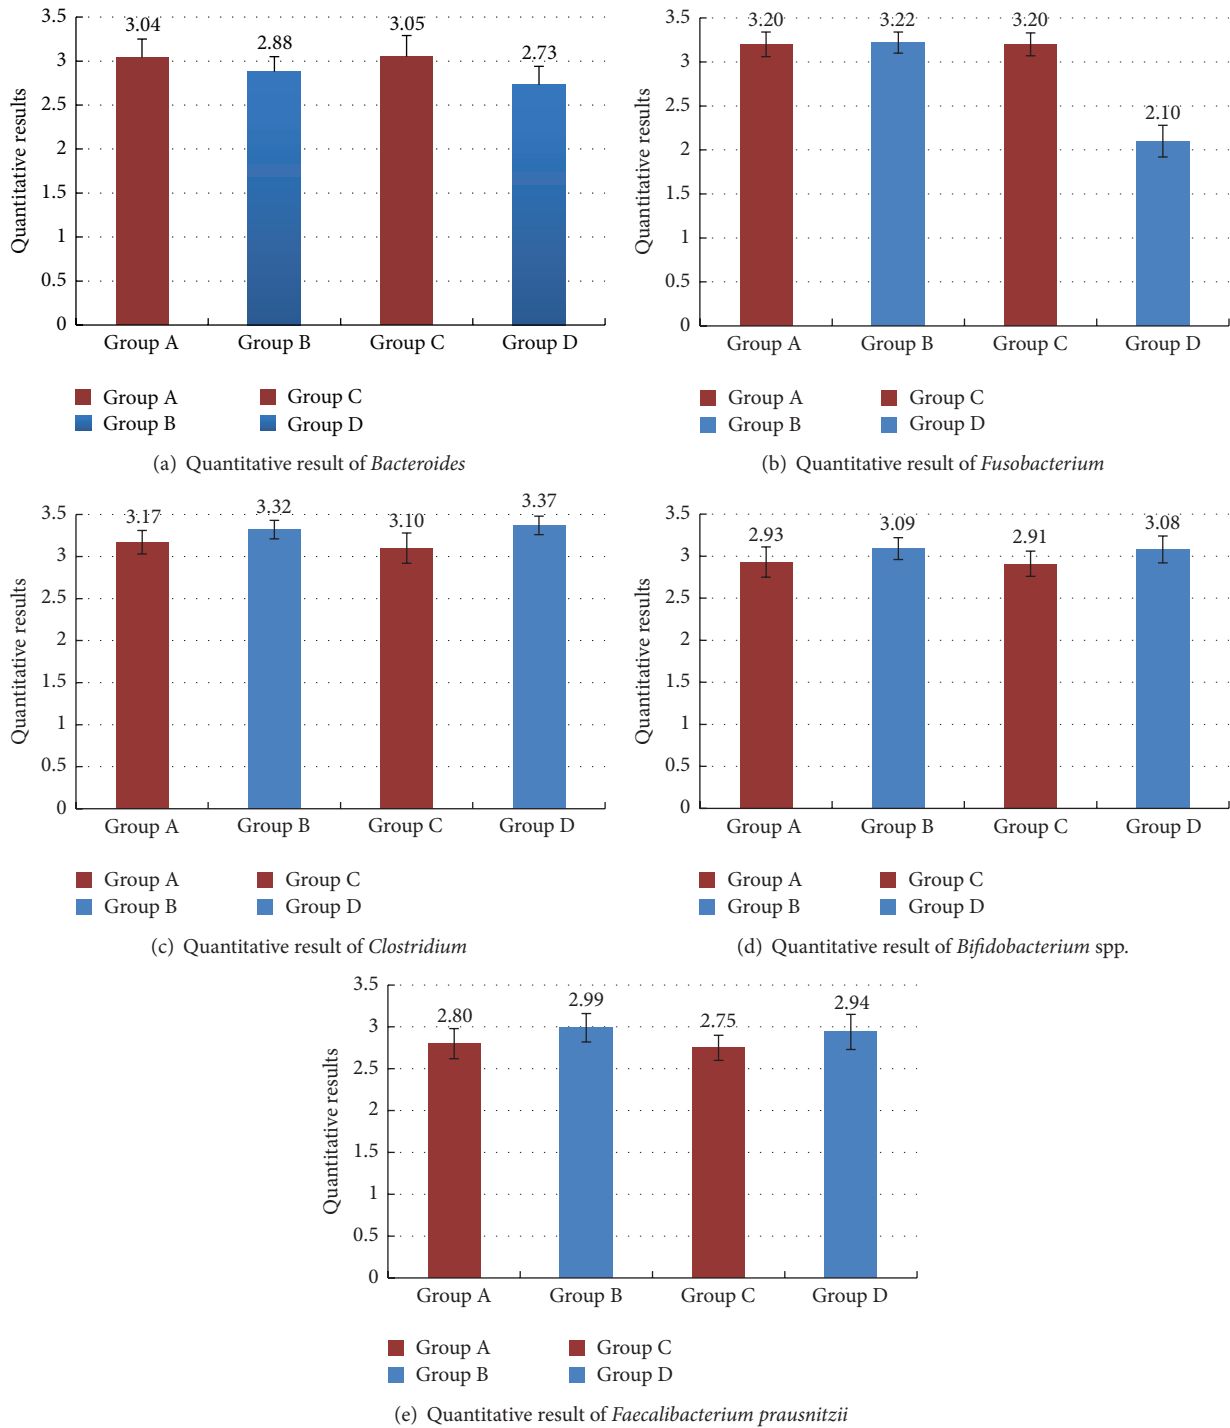 3.5
3
2.5
2
1.5
1
0.5
0
Quantitative results
3.04
2.88
3.05
2.73
Group A Group B Group C Group D
Group A Group C
Group B Group D
(a) Quantitative result of Bacteroides
3.5
3
2.5
2
1.5
1
0.5
0
Quantitative results
3.20
3.22
3.20
2.10
Group A Group B Group C Group D
Group A Group C
Group B Group D
(b) Quantitative result of Fusobacterium
3.5
3
2.5
2
1.5
1
0.5
0
Quantitative results
3.17
3.32
3.10
3.37
Group A Group B Group C Group D
Group A Group C
Group B Group D
(c) Quantitative result of Clostridium
3.5
3
2.5
2
1.5
1
0.5
0
Quantitative results
2.93
3.09
2.91
3.08
Group A Group B Group C Group D
Group A Group C
Group B Group D
(d) Quantitative result of Bifidobacterium spp.
3.5
3
2.5
2
1.5
1
0.5
0
Quantitative results
2.80
2.99
2.75
2.94
Group A Group B Group C Group D
Group A Group C
Group B Group D
(e) Quantitative result of Faecalibacterium prausnitzii